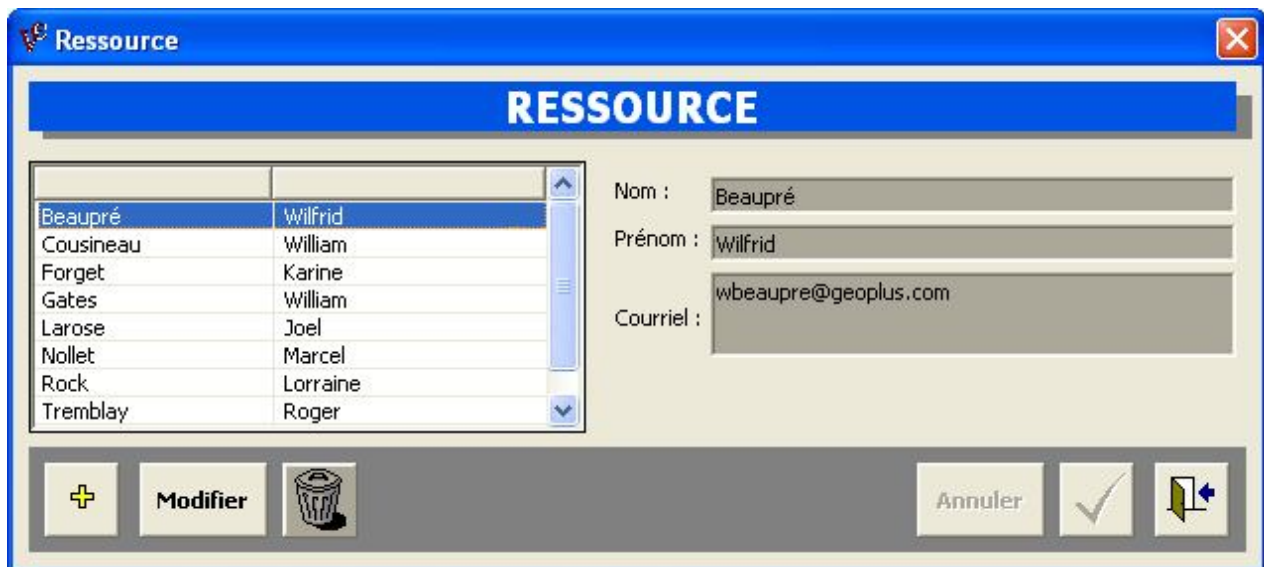 Ressource
RESSOURCE
Beaupré Wilfrid
Cousineau William
Forget Karine
Gates William
Larose Joel
Nollet Marcel
Rock Lorraine
Tremblay Roger
Nom : Beaupré
Prénom : Wilfrid
Courriel : wbeaupre@geoplus.com
Modifier
Annuler